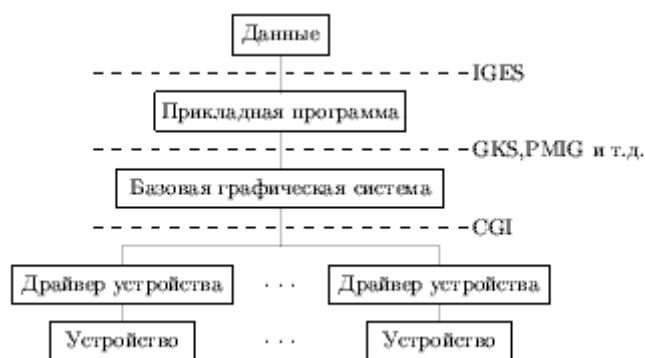 Данные
IGES
Прикладная программа
GKS,PMIG и т.д.
Базовая графическая система
CGI
Драйвер устройства . . . Драйвер устройства
Устройство . . . Устройство